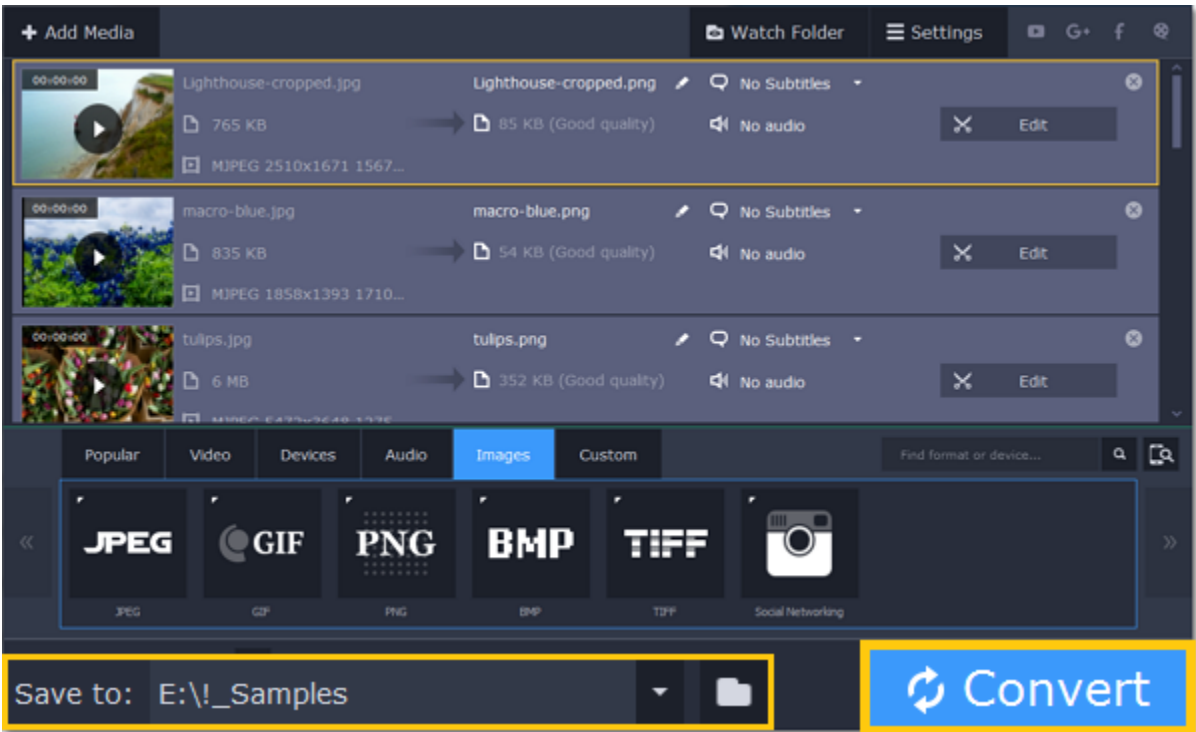 Add Media
Watch Folder
Settings
00:00:00
Lighthouse-cropped.jpg
Lighthouse-cropped.png
No Subtitles
765 KB
85 KB (Good quality)
No audio
Edit
MJPEG 2510x1671 1567...
00:00:00
macro-blue.jpg
macro-blue.png
No Subtitles
835 KB
54 KB (Good quality)
No audio
Edit
MJPEG 1858x1393 1710...
00:00:00
tulips.jpg
tulips.png
No Subtitles
6 MB
352 KB (Good quality)
No audio
Edit
MJPEG 5472x3648 1275
Popular
Video
Devices
Audio
Images
Custom
Find format or device...
JPEG
GIF
PNG
BMP
TIFF
JPEG
GIF
PNG
BMP
TIFF
Social Networking
Save to:
E:\!_Samples
Convert